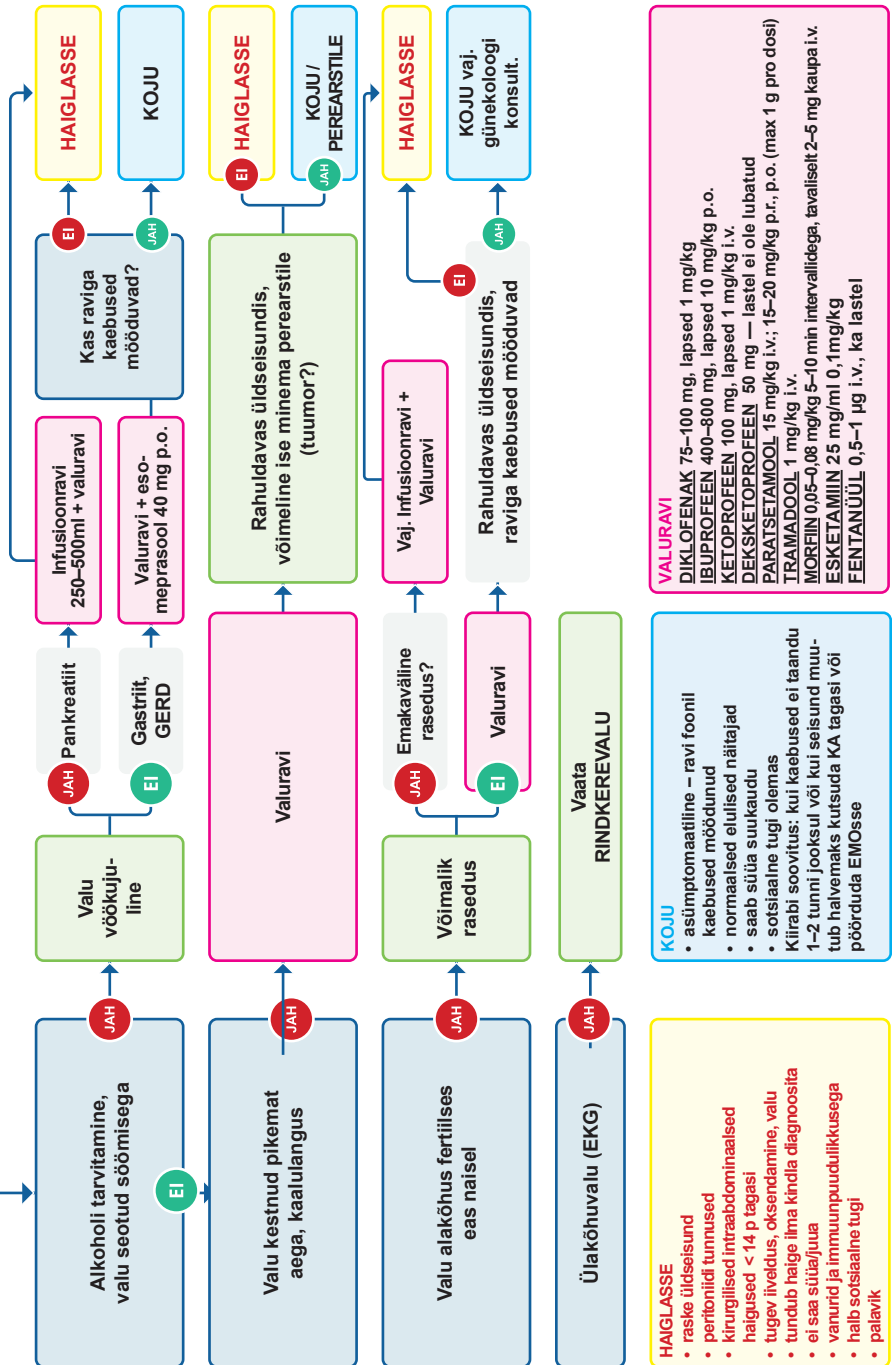 Alkoholi tarvitamine,
valu seotud söömisega
JAH
EI
Valu
vöökuju-
line
JAH
Pankreatiit
EI
Gastriit,
GERD
Infusioonravi
250–500ml + valuravi
Valuravi + eso-
meprasool 40 mg p.o.
Kas raviga
kaebused
mööduvad?
EI
JAH
HAIGLASSE
KOJU
Valu kestnud pikemat
aega, kaalulangus
JAH
Valuravi
Rahuldavas üldseisundis,
võimeline ise minema perearstile
(tuumor?)
EI
JAH
HAIGLASSE
KOJU /
PEREARSTILE
Valu alakõhus fertiilses
eas naisel
JAH
Võimalik
rasedus
JAH
Emakaväline
rasedus?
EI
Valuravi
Vaj. Infusioonravi +
Valuravi
Rahuldavas üldseisundis,
raviga kaebused mööduvad
EI
JAH
HAIGLASSE
KOJU vaj.
günekoloogi
konsult.
Ülakõhuvalu (EKG)
JAH
Vaata
RINDKEREVALU
HAIGLASSE
• raske üldseisund
• peritoniidi tunnused
• kirurgilised intraabdominaalsed
haigused < 14 p tagasi
• tugev iiveldus, oksendamine, valu
• tundub haige ilma kindla diagnoosita
• ei saa süüa/juua
• vanurid ja immuunpuudulikkusega
• halb sotsiaalne tugi
• palavik
KOJU
• asümptomaatiline – ravi foonil
kaebused möödunud
• normaalsed elulised näitajad
• saab süüa suukaudu
• sotsiaalne tugi olemas
Kiirabi soovitus: kui kaebused ei taandu
1–2 tunni jooksul või kui seisund muu-
tub halvemaks kutsuda KA tagasi või
pöörduda EMOsse
VALURAVI
DIKLOFENAK 75–100 mg, lapsed 1 mg/kg
IBUPROFEEN 400–800 mg, lapsed 10 mg/kg p.o.
KETOPROFEEN 100 mg, lapsed 1 mg/kg i.v.
DEKSKETOPROFEEN 50 mg — lastel ei ole lubatud
PARATSETAMOOL 15 mg/kg i.v.; 15–20 mg/kg p.r., p.o. (max 1 g pro dosi)
TRAMADOOL 1 mg/kg i.v.
MORFIIN 0,05–0,08 mg/kg 5–10 min intervallidega, tavaliselt 2–5 mg kaupa i.v.
ESKETAMIIN 25 mg/ml 0,1mg/kg
FENTANÜÜL 0,5–1 µg i.v., ka lastel